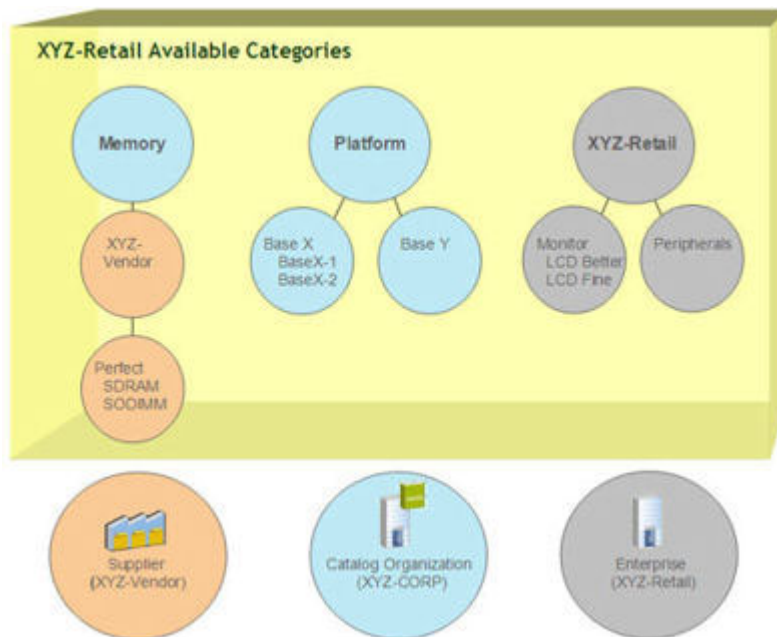 XYZ-Retail Available Categories
Memory
Platform
XYZ-Retail
XYZ-
Vendor
Base X
BaseX-1
BaseX-2
Base Y
Monitor
LCD Better
LCD Fine
Peripherals
Perfect
SDRAM
SODIMM
Supplier
(XYZ-Vendor)
Catalog Organization
(XYZ-CORP)
Enterprise
(XYZ-Retail)